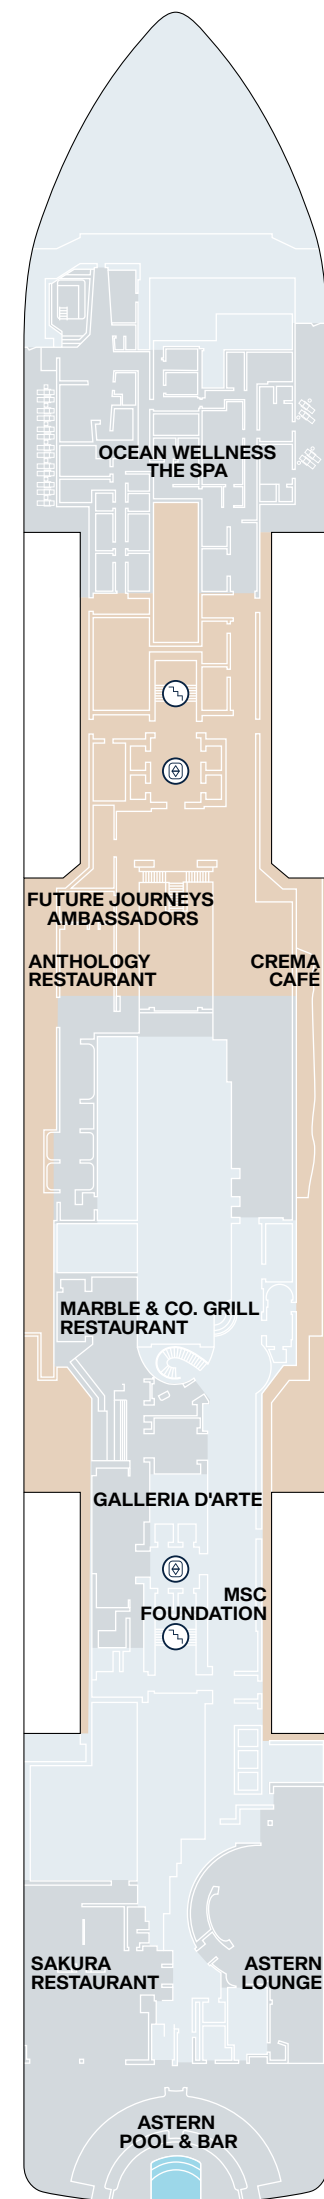 OCEAN WELLNESS
THE SPA
FUTURE JOURNEYS
AMBASSADORS
ANTHOLOGY
RESTAURANT
CREMA
CAFÉ
MARBLE & CO. GRILL
RESTAURANT
GALLERIA D'ARTE
MSC
FOUNDATION
SAKURA
RESTAURANT
ASTERN
LOUNGE
ASTERN
POOL & BAR